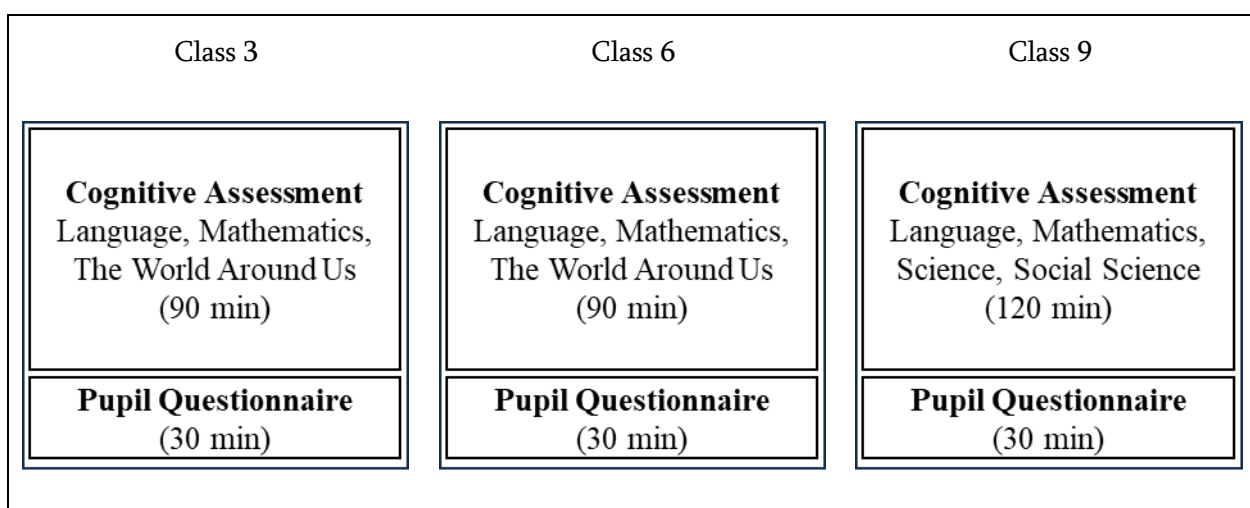 Class 3
Class 6
Class 9
Cognitive Assessment
Language, Mathematics,
The World Around Us
(90 min)
Pupil Questionnaire
(30 min)
Cognitive Assessment
Language, Mathematics,
The World Around Us
(90 min)
Pupil Questionnaire
(30 min)
Cognitive Assessment
Language, Mathematics,
Science, Social Science
(120 min)
Pupil Questionnaire
(30 min)